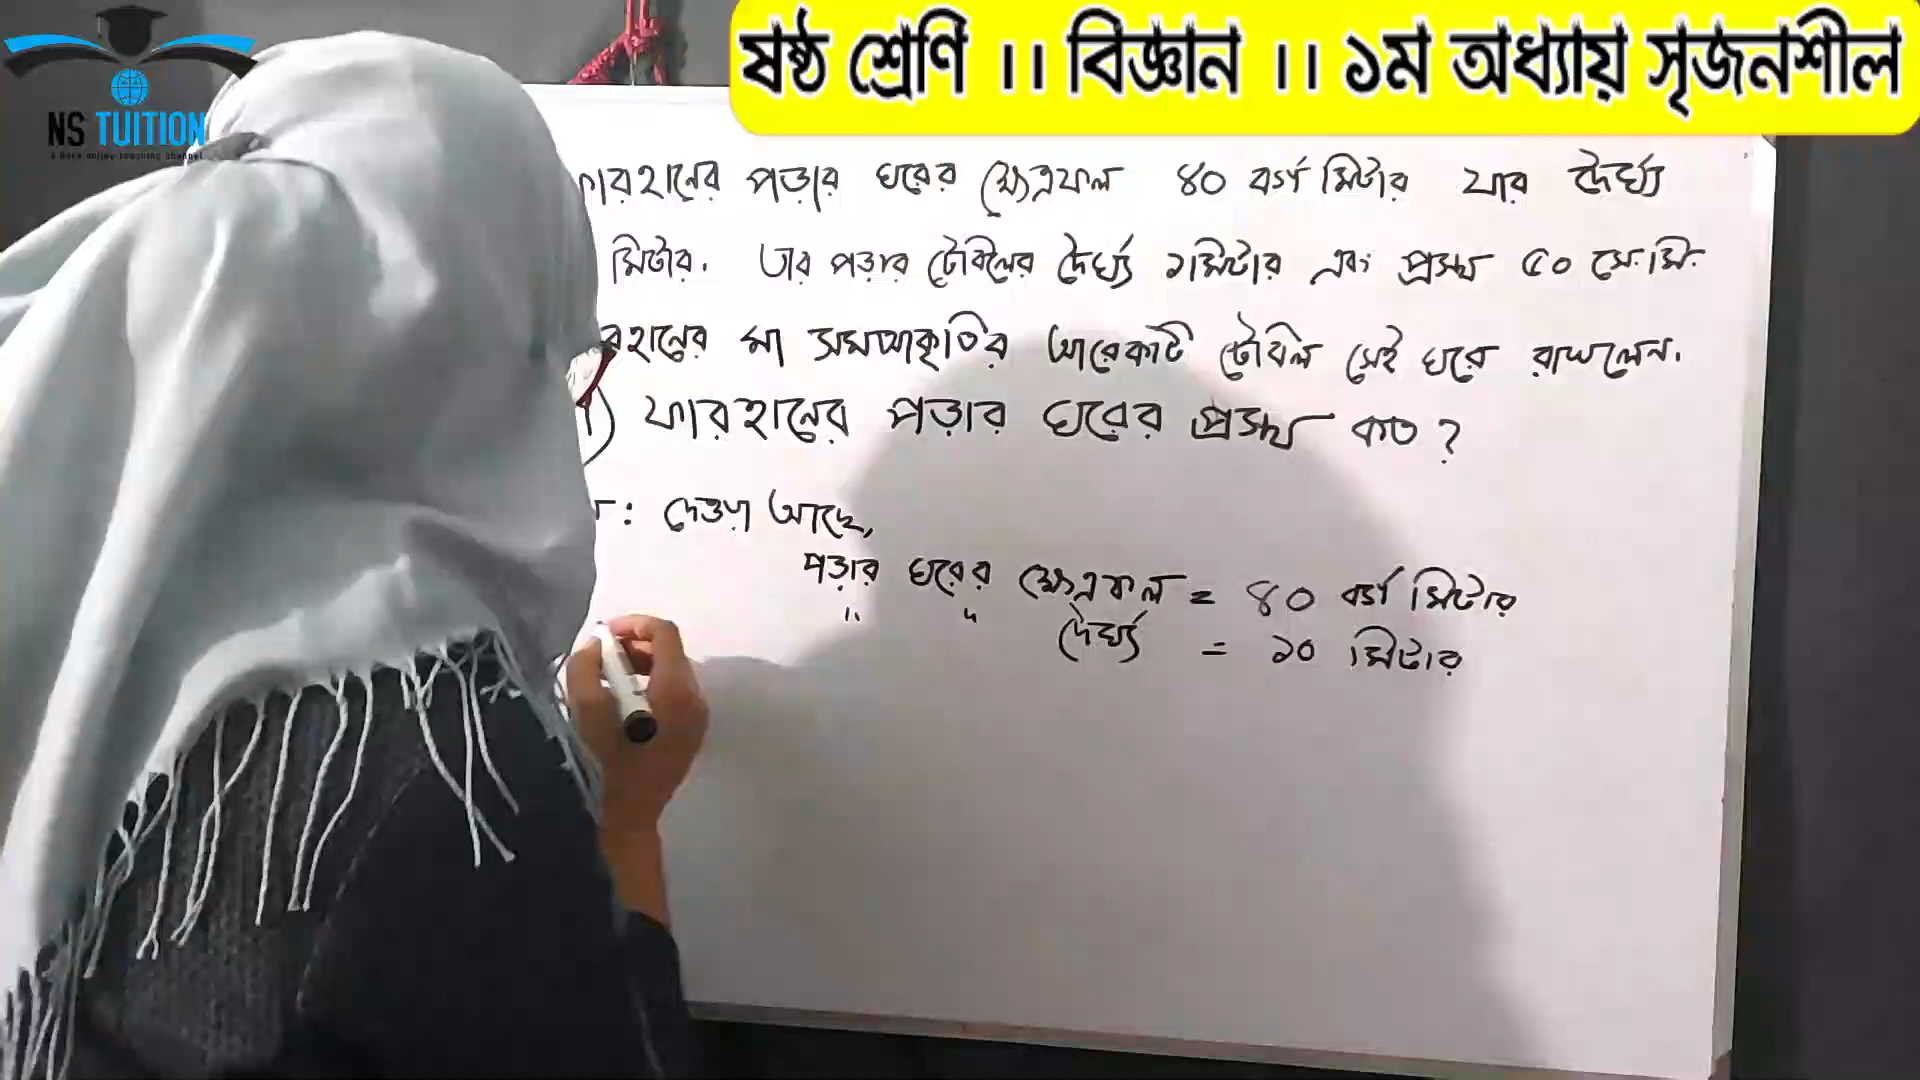 ষষ্ঠ শ্রেণি ।। বিজ্ঞান ।। ১ম অধ্যায় সৃজনশীল
NS TUITION
ারহানের পড়ার ঘরের ক্ষেত্রফল ৪০ বর্গ মিটার যার দৈর্ঘ্য
মিটার. তার পড়ার টেবিলের দৈর্ঘ্য ১মিটার এবং প্রস্থ ৫০ সে.মি.
রহানের মা সমআকৃতির আরেকটি টেবিল সেই ঘরে রাখলেন.
) ফারহানের পড়ার ঘরের প্রস্থ কত ?
: দেওয়া আছে,
পড়ার ঘরের ক্ষেত্রফল = ৪০ বর্গ মিটার
" " দৈর্ঘ্য = ১০ মিটার